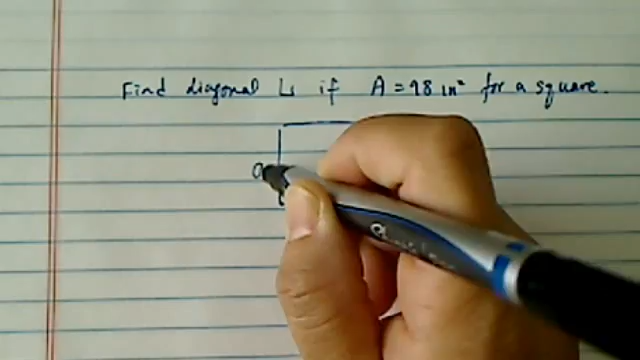 Find diagonal L if A = 98 in² for a square.
a